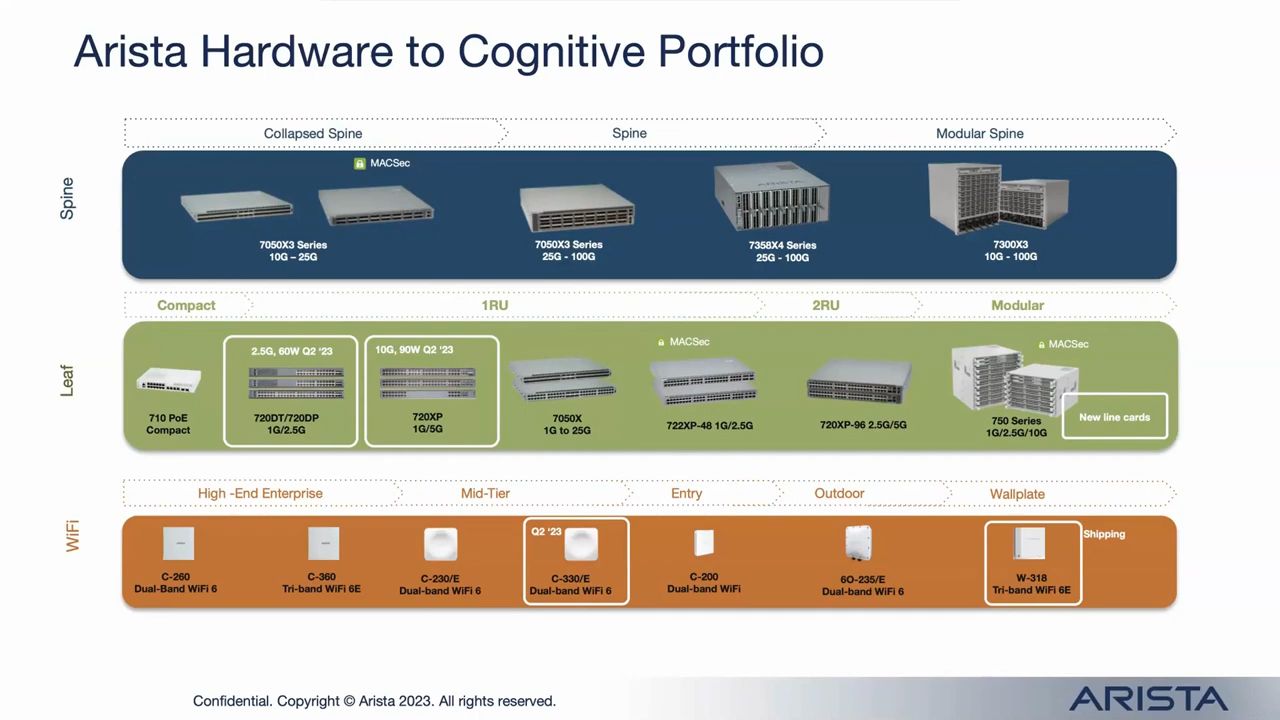 Arista Hardware to Cognitive Portfolio
Collapsed Spine
Spine
Modular Spine
Spine
MACSec
ARISTA
7050X3 Series
10G – 25G
7050X3 Series
25G - 100G
7358X4 Series
25G - 100G
7300X3
10G - 100G
Compact
1RU
2RU
Modular
Leaf
2.5G, 60W Q2 ‘23
10G, 90W Q2 ‘23
MACSec
MACSec
710 PoE
Compact
720DT/720DP
1G/2.5G
720XP
1G/5G
7050X
1G to 25G
722XP-48 1G/2.5G
720XP-96 2.5G/5G
750 Series
1G/2.5G/10G
New line cards
High -End Enterprise
Mid-Tier
Entry
Outdoor
Wallplate
WiFi
Q2 ‘23
Shipping
C-260
Dual-Band WiFi 6
C-360
Tri-band WiFi 6E
C-230/E
Dual-band WiFi 6
C-330/E
Dual-band WiFi 6
C-200
Dual-band WiFi
6O-235/E
Dual-band WiFi 6
W-318
Tri-band WiFi 6E
Confidential. Copyright © Arista 2023. All rights reserved.
ARISTA